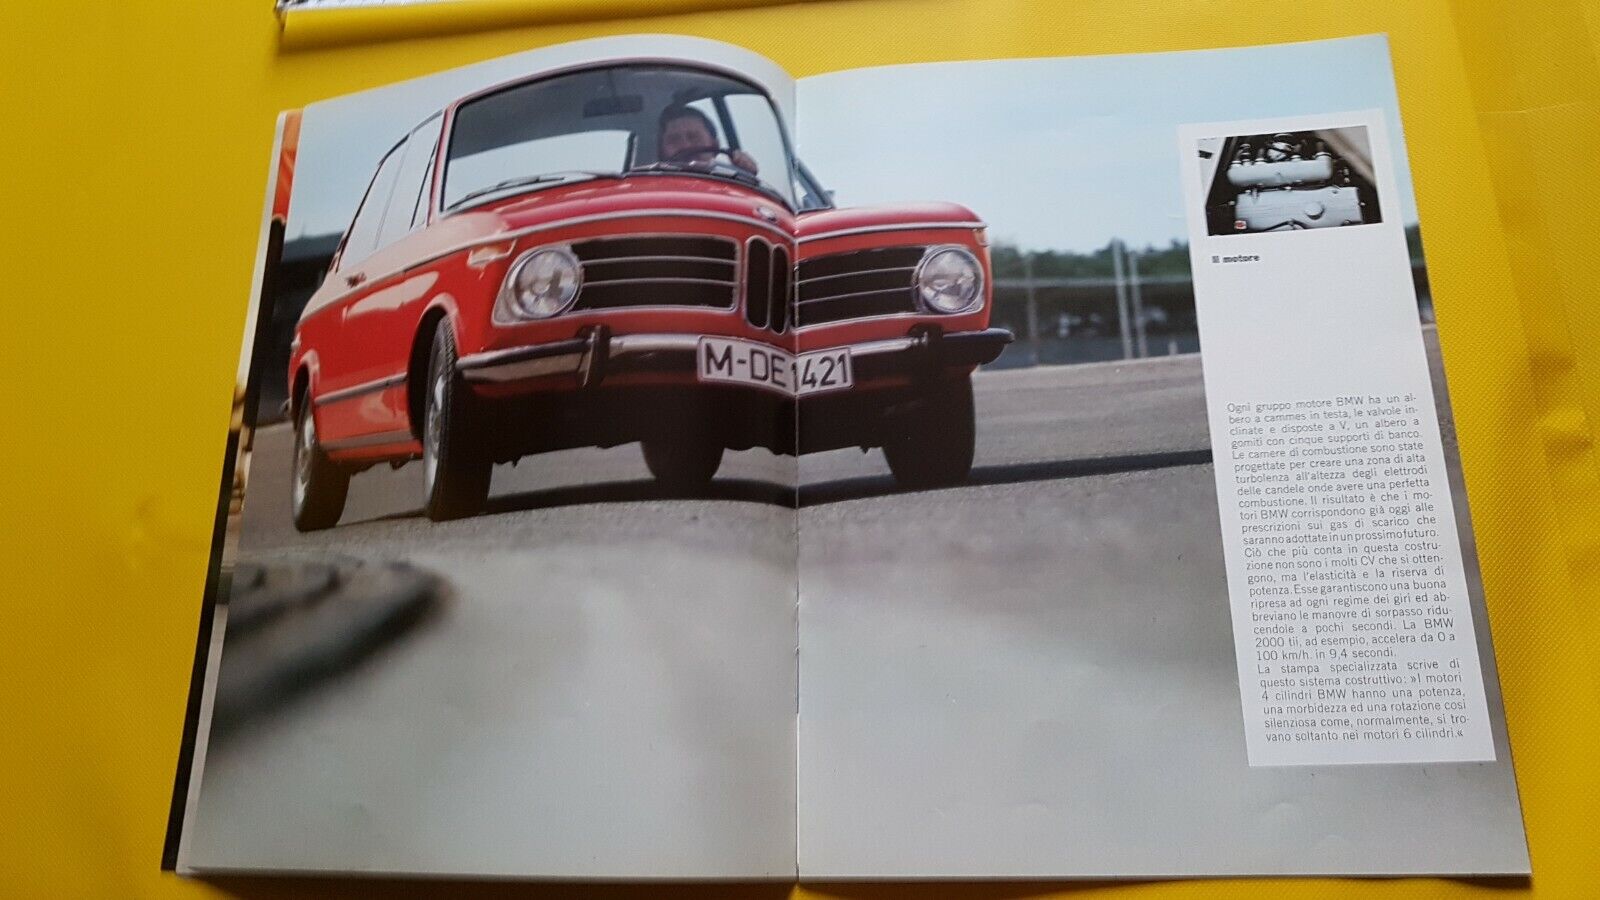 M-DE 1421
Il motore
Ogni gruppo motore BMW ha un al-
bero a cammes in testa, le valvole in-
clinate e disposte a V, un albero a
gomiti con cinque supporti di banco.
Le camere di combustione sono state
progettate per creare una zona di alta
turbolenza all'altezza degli elettrodi
delle candele onde avere una perfetta
combustione. Il risultato è che i mo-
tori BMW corrispondono già oggi alle
prescrizioni sui gas di scarico che
saranno adottate in un prossimo futuro.
Ciò che più conta in questa costru-
zione non sono i molti CV che si otten-
gono, ma l'elasticità e la riserva di
potenza. Esse garantiscono una buona
ripresa ad ogni regime dei giri ed ab-
breviano le manovre di sorpasso ridu-
cendole a pochi secondi. La BMW
2000 tii, ad esempio, accelera da 0 a
100 km/h. in 9,4 secondi.
La stampa specializzata scrive di
questo sistema costruttivo: »I motori
4 cilindri BMW hanno una potenza,
una morbidezza ed una rotazione così
silenziosa come, normalmente, si tro-
vano soltanto nei motori 6 cilindri.«